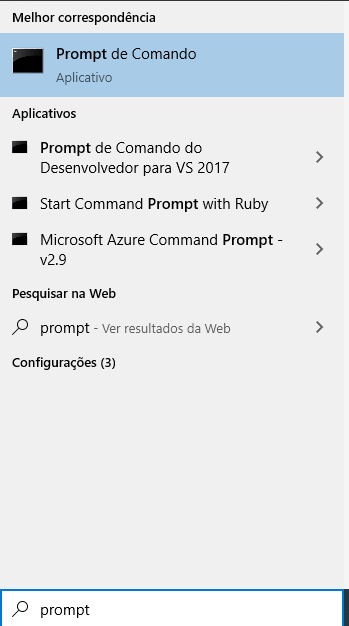 Melhor correspondência
Prompt de Comando
Aplicativo
Aplicativos
Prompt de Comando do
Desenvolvedor para VS 2017
Start Command Prompt with Ruby
Microsoft Azure Command Prompt -
v2.9
Pesquisar na Web
prompt - Ver resultados da Web
Configurações (3)
prompt